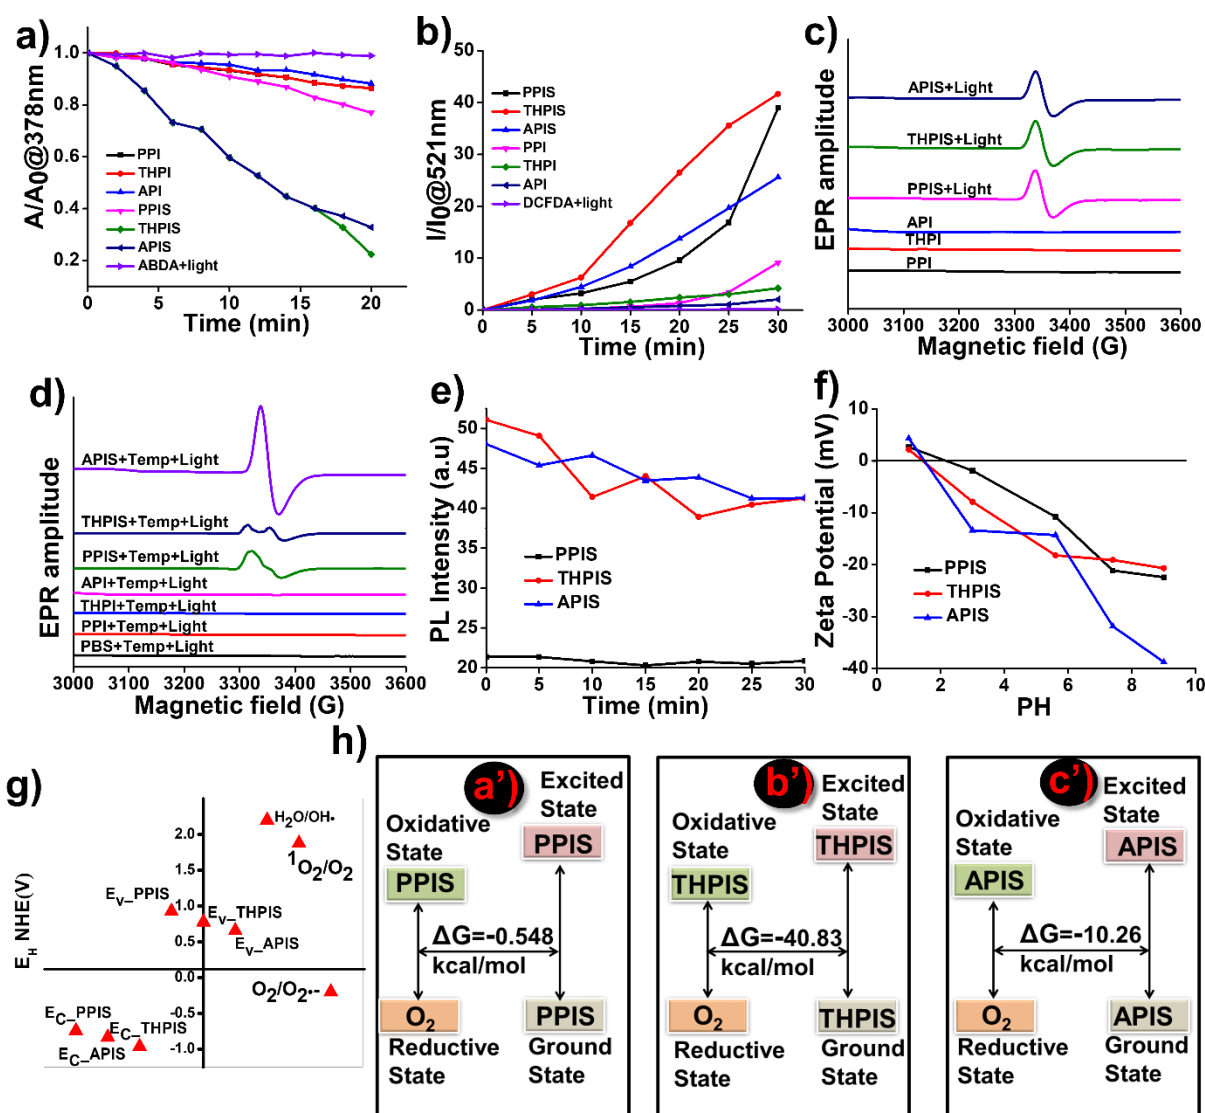 a)
A/A0@378nm
1.0
0.8
0.6
0.4
0.2
PPI
THPI
API
PPIS
THPIS
APIS
ABDA+light
0 5 10 15 20
Time (min)
b)
I/I0@521nm
50
40
30
20
10
0
PPIS
THPIS
APIS
PPI
THPI
API
DCFDA+light
0 5 10 15 20 25 30
Time (min)
c)
EPR amplitude
APIS+Light
THPIS+Light
PPIS+Light
API
THPI
PPI
3000 3100 3200 3300 3400 3500 3600
Magnetic field (G)
d)
EPR amplitude
APIS+Temp+Light
THPIS+Temp+Light
PPIS+Temp+Light
API+Temp+Light
THPI+Temp+Light
PPI+Temp+Light
PBS+Temp+Light
3000 3100 3200 3300 3400 3500 3600
Magnetic field (G)
e)
PL Intensity (a.u)
50
45
40
35
30
25
20
PPIS
THPIS
APIS
0 5 10 15 20 25 30
Time (min)
f)
Zeta Potential (mV)
10
0
-10
-20
-30
-40
PPIS
THPIS
APIS
0 2 4 6 8 10
PH
g)
EH NHE(V)
2.0
1.5
1.0
0.5
0.0
-0.5
-1.0
H2O/OH•
1O2/O2
Ev_PPIS
Ev_THPIS
Ev_APIS
O2/O2•-
EC_PPIS
EC_THPIS
EC_APIS
h)
a')
Excited
State
Oxidative
State
PPIS
PPIS
ΔG=-0.548
kcal/mol
O2
PPIS
Reductive
State
Ground
State
b')
Excited
State
Oxidative
State
THPIS
THPIS
ΔG=-40.83
kcal/mol
O2
THPIS
Reductive
State
Ground
State
c')
Excited
State
Oxidative
State
APIS
APIS
ΔG=-10.26
kcal/mol
O2
APIS
Reductive
State
Ground State